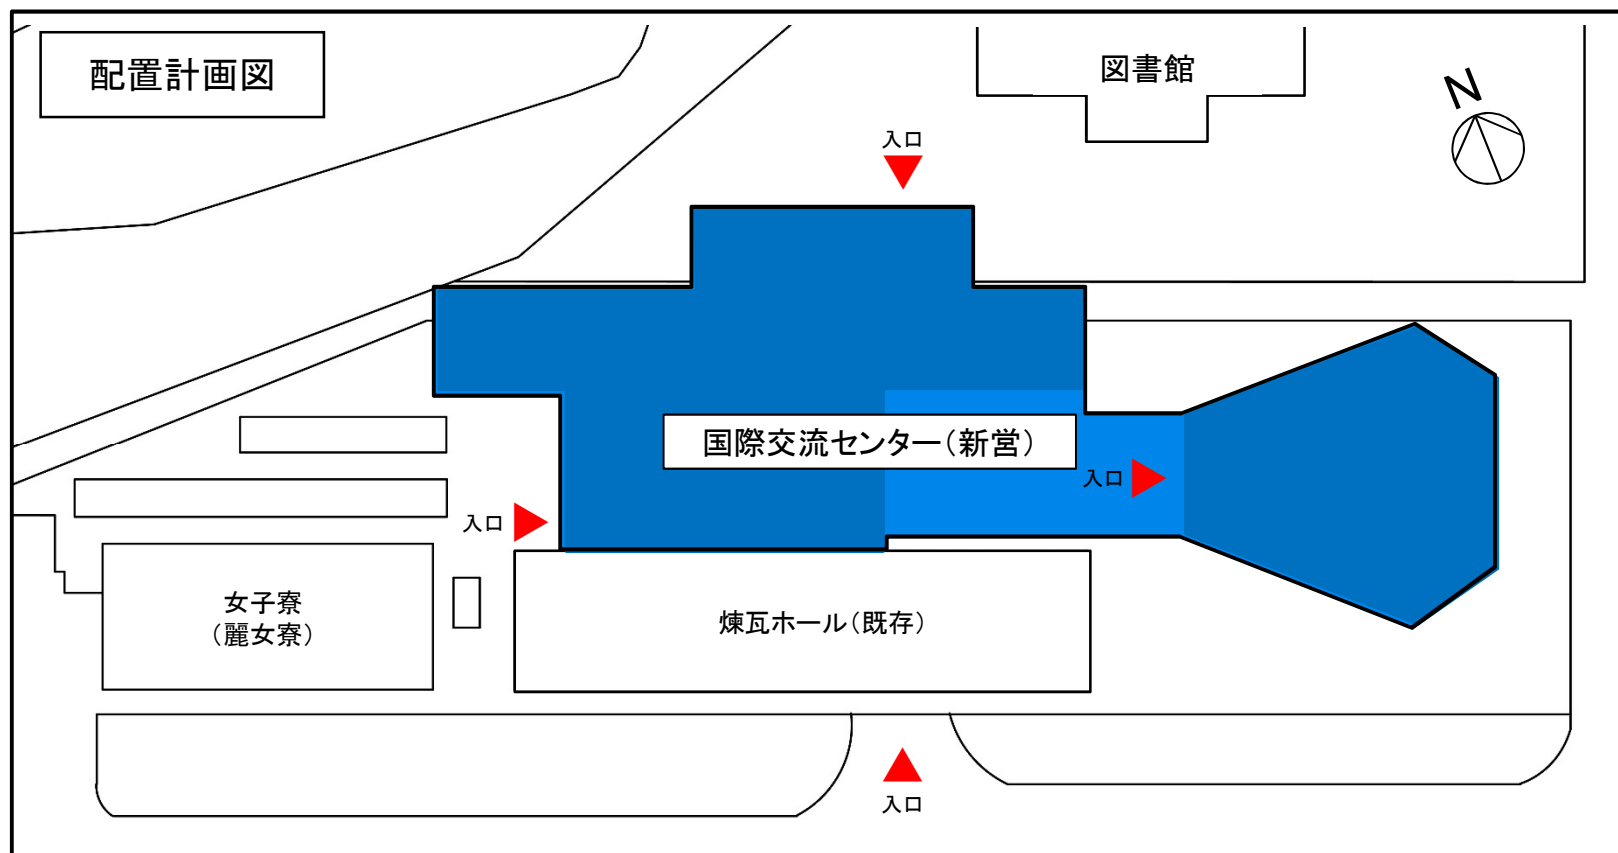 配置計画図
図書館
N
入口
国際交流センター（新営）
入口
入口
女子寮
（麗女寮）
煉瓦ホール（既存）
入口